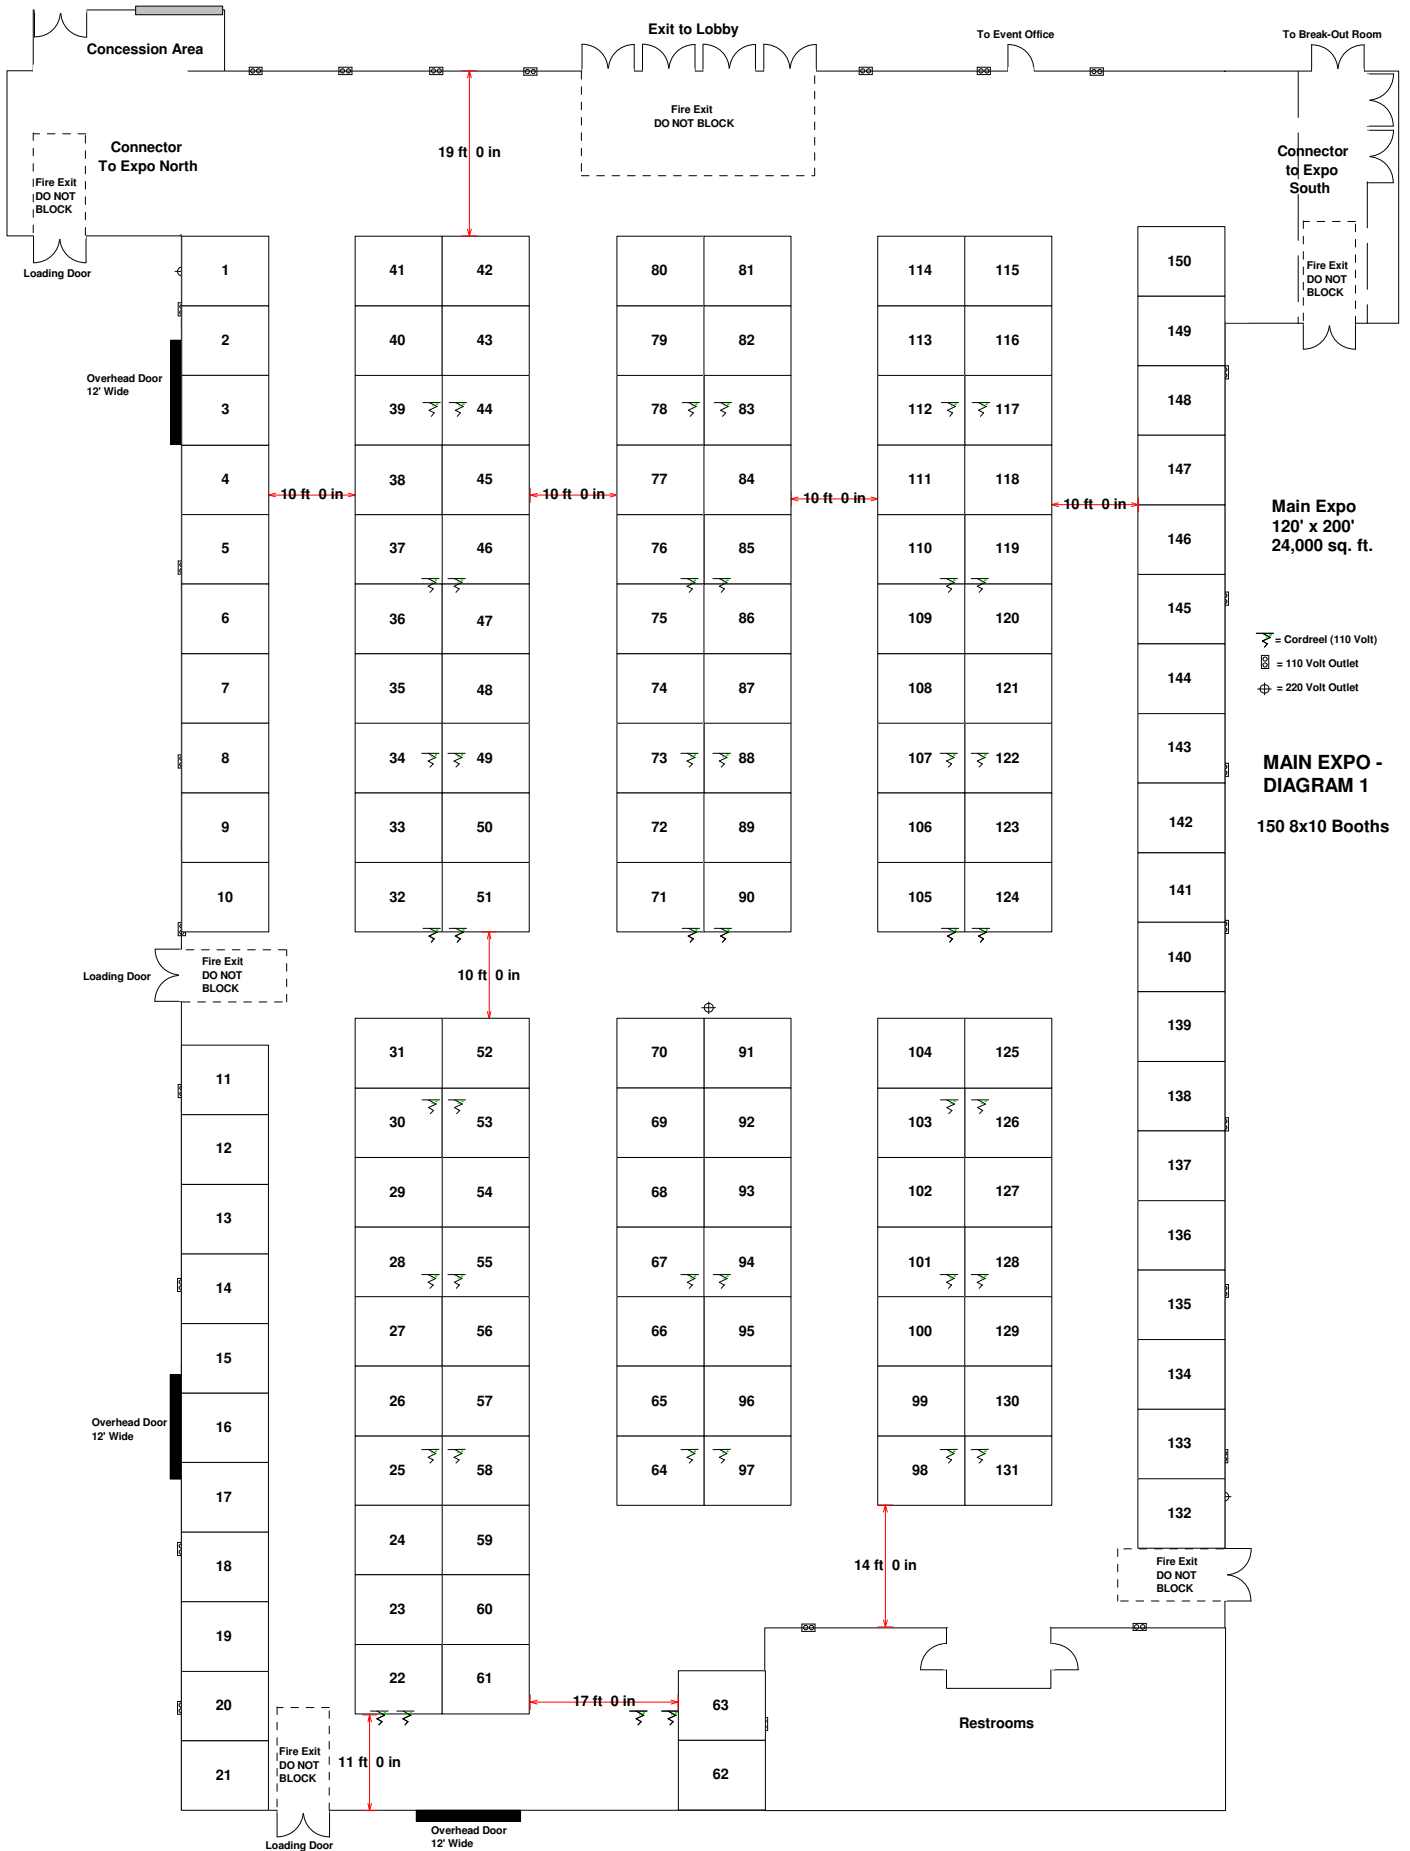 Exit to Lobby
To Event Office
To Break-Out Room
Concession Area
Fire Exit
DO NOT BLOCK
Connector
To Expo North
19 ft 0 in
Connector
to Expo
South
Fire Exit
DO NOT
BLOCK
Loading Door
Fire Exit
DO NOT
BLOCK
1 41 42 80 81 114 115 150
2 40 43 79 82 113 116 149
Overhead Door
12' Wide
3 39 44 78 83 112 117 148
4 38 45 77 84 111 118 147
10 ft 0 in 10 ft 0 in 10 ft 0 in 10 ft 0 in
Main Expo
120' x 200'
24,000 sq. ft.
5 37 46 76 85 110 119 146
6 36 47 75 86 109 120 145
= Cordreel (110 Volt)
= 110 Volt Outlet
= 220 Volt Outlet
7 35 48 74 87 108 121 144
8 34 49 73 88 107 122 143
MAIN EXPO -
DIAGRAM 1
150 8x10 Booths
9 33 50 72 89 106 123 142
10 32 51 71 90 105 124 141
Loading Door
Fire Exit
DO NOT
BLOCK
10 ft 0 in
140
139
11 31 52 70 91 104 125 138
12 30 53 69 92 103 126 137
13 29 54 68 93 102 127 136
14 28 55 67 94 101 128 135
15 27 56 66 95 100 129 134
Overhead Door
12' Wide
16 26 57 65 96 99 130 133
17 25 58 64 97 98 131 132
18 24 59
14 ft 0 in
Fire Exit
DO NOT
BLOCK
19 23 60
20 22 61
17 ft 0 in
63
Restrooms
21
Fire Exit
DO NOT
BLOCK
11 ft 0 in
62
Loading Door
Overhead Door
12' Wide